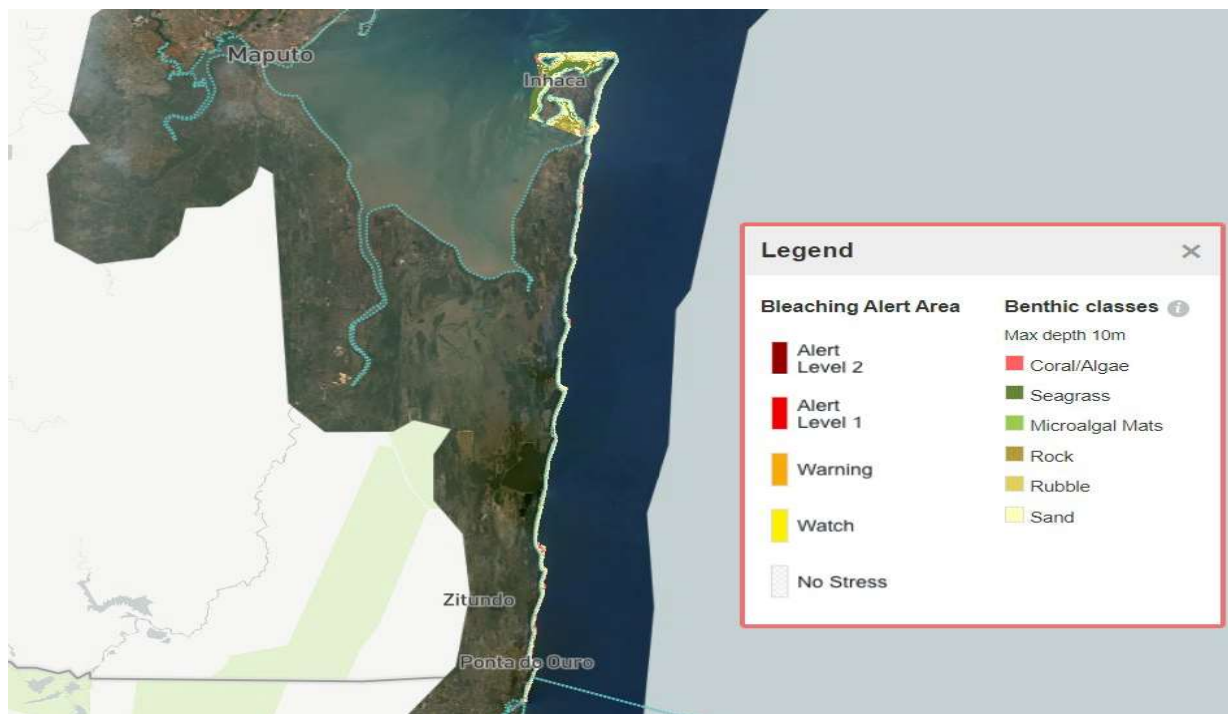 Maputo
Inhaca
Zitundo
Ponta do Ouro
Legend
Bleaching Alert Area
Alert
Level 2
Alert
Level 1
Warning
Watch
No Stress
Benthic classes
Max depth 10m
Coral/Algae
Seagrass
Microalgal Mats
Rock
Rubble
Sand